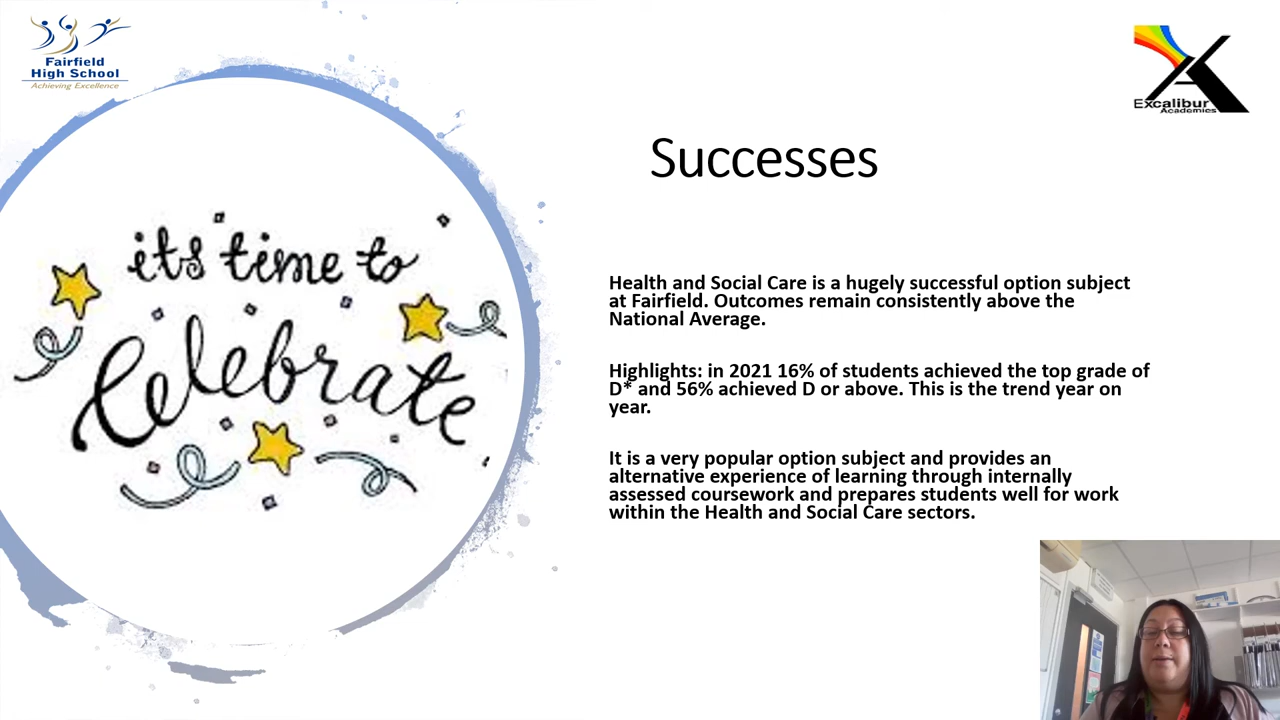 Fairfield
High School
Achieving Excellence
Excalibur
Academies
Successes
its time to
Celebrate
Health and Social Care is a hugely successful option subject
at Fairfield. Outcomes remain consistently above the
National Average.
Highlights: in 2021 16% of students achieved the top grade of
D* and 56% achieved D or above. This is the trend year on
year.
It is a very popular option subject and provides an
alternative experience of learning through internally
assessed coursework and prepares students well for work
within the Health and Social Care sectors.